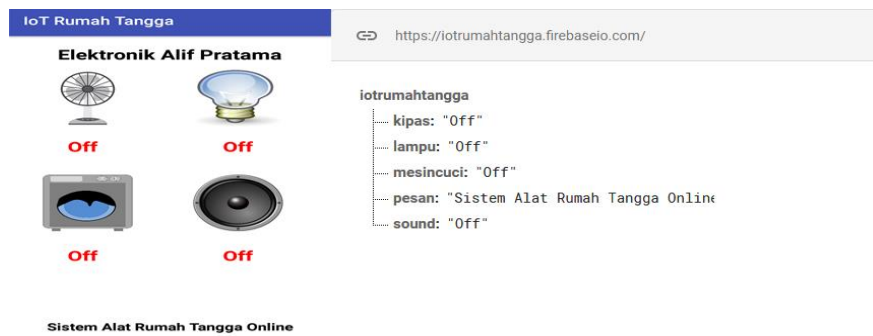 IoT Rumah Tangga
Elektronik Alif Pratama
Off Off
Off Off
Sistem Alat Rumah Tangga Online
https://iotrumahtangga.firebaseio.com/
iotrumahtangga
kipas: "Off"
lampu: "Off"
mesincuci: "Off"
pesan: "Sistem Alat Rumah Tangga Online
sound: "Off"